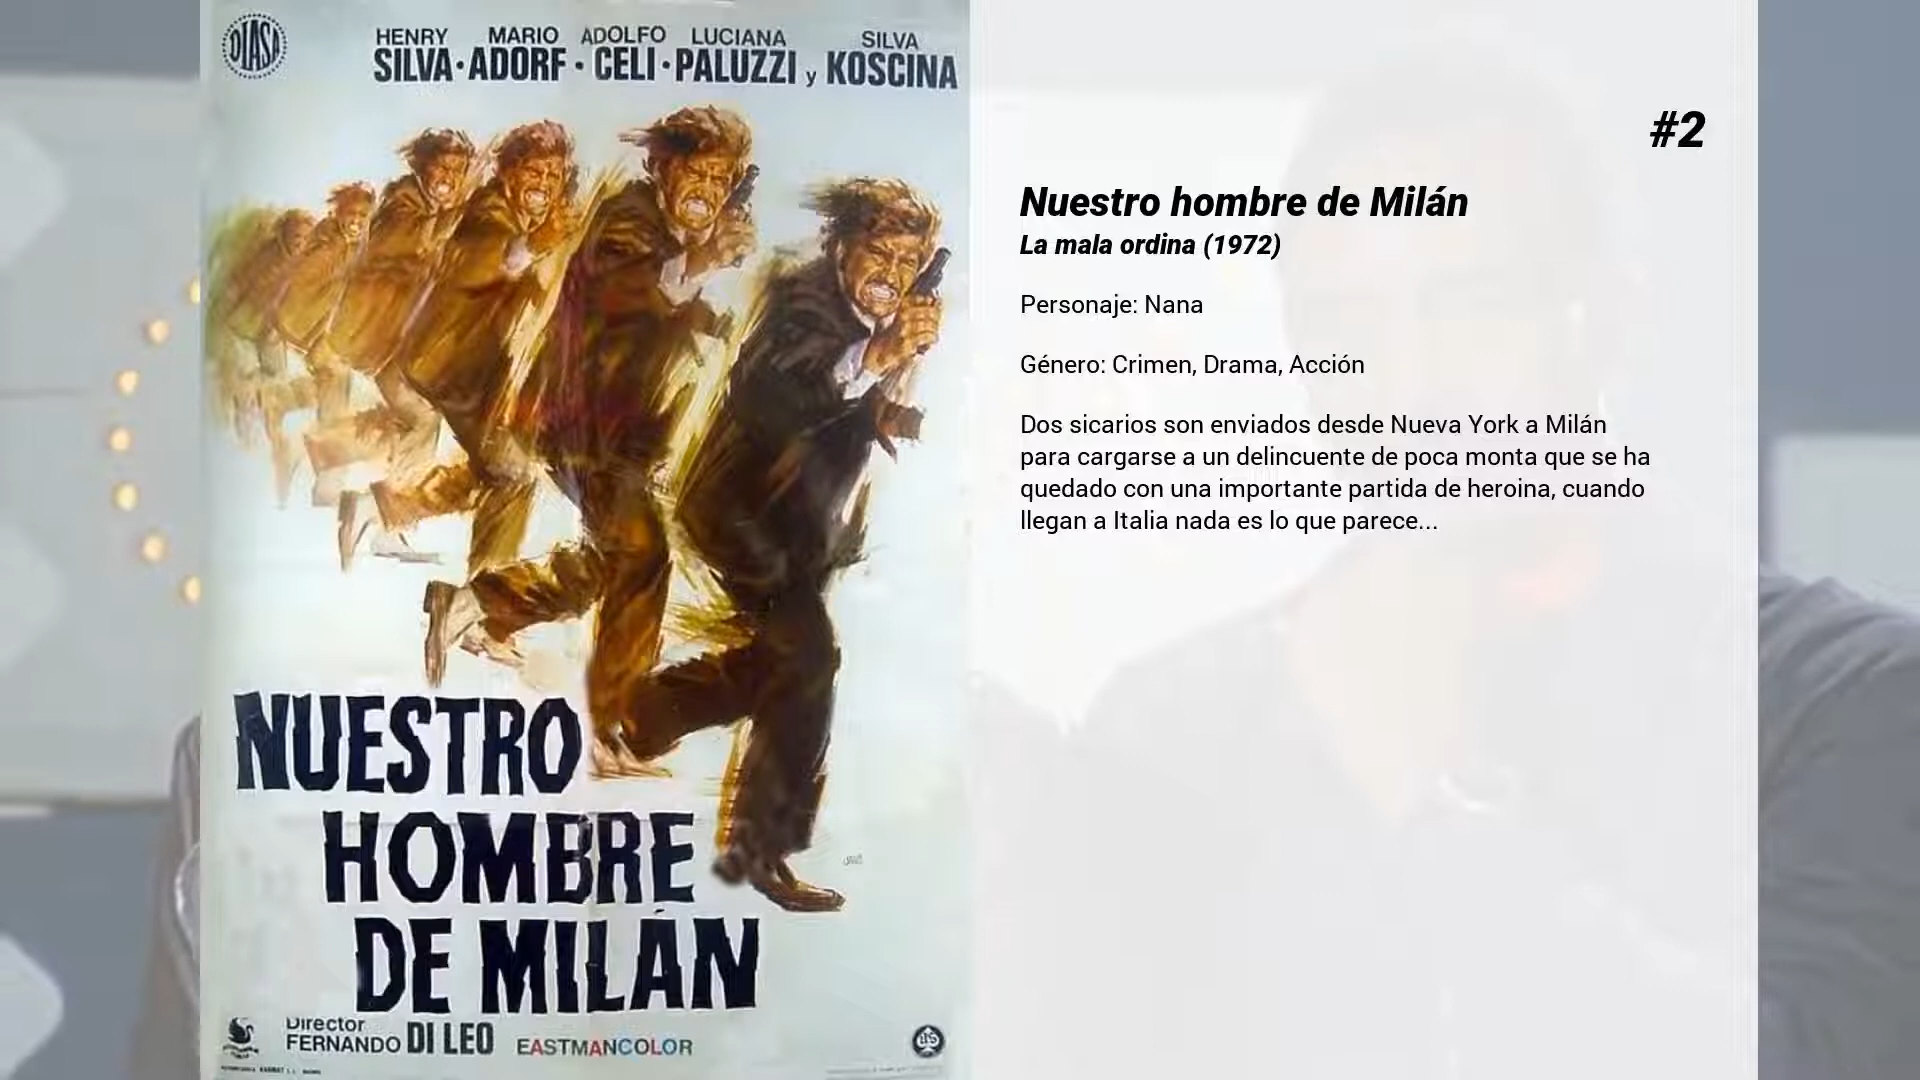 DIASA
HENRY MARIO ADOLFO LUCIANA SILVA
SILVA · ADORF · CELI · PALUZZI y KOSCINA
NUESTRO
HOMBRE
DE MILÁN
Director
FERNANDO DI LEO EASTMANCOLOR
#2
Nuestro hombre de Milán
La mala ordina (1972)
Personaje: Nana
Género: Crimen, Drama, Acción
Dos sicarios son enviados desde Nueva York a Milán
para cargarse a un delincuente de poca monta que se ha
quedado con una importante partida de heroina, cuando
llegan a Italia nada es lo que parece...